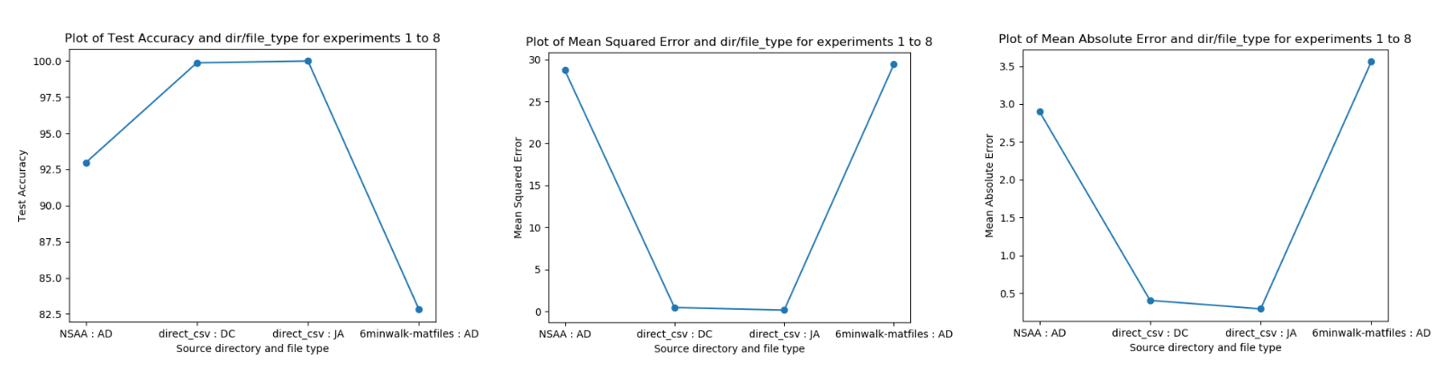 Plot of Test Accuracy and dir/file_type for experiments 1 to 8
100.0
97.5
95.0
92.5
90.0
87.5
85.0
82.5
Test Accuracy
NSAA : AD direct_csv : DC direct_csv : JA 6minwalk-matfiles : AD
Source directory and file type
Plot of Mean Squared Error and dir/file_type for experiments 1 to 8
30
25
20
15
10
5
0
Mean Squared Error
NSAA : AD direct_csv : DC direct_csv : JA 6minwalk-matfiles : AD
Source directory and file type
Plot of Mean Absolute Error and dir/file_type for experiments 1 to 8
3.5
3.0
2.5
2.0
1.5
1.0
0.5
Mean Absolute Error
NSAA : AD direct_csv : DC direct_csv : JA 6minwalk-matfiles : AD
Source directory and file type